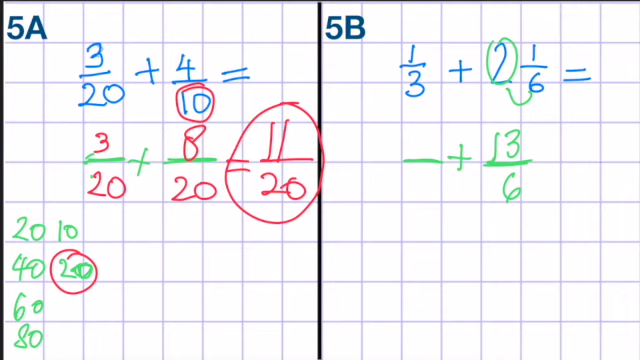 5A
3/20 + 4/10 =
3/20 + 8/20 = 11/20
20 10
40 20
60
80
5B
1/3 + 2 1/6 =
+ 13/6